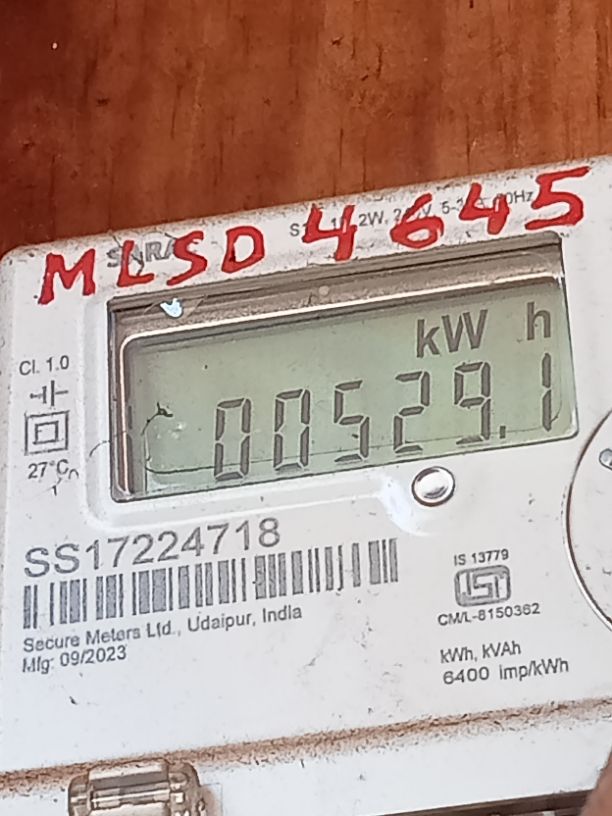 MLSD 4645
kW h
00529.1
Cl. 1.0
27°C
SS17224718
Secure Meters Ltd., Udaipur, India
Mfg: 09/2023
IS 13779
CM/L-8150362
kWh, kVAh
6400 imp/kWh